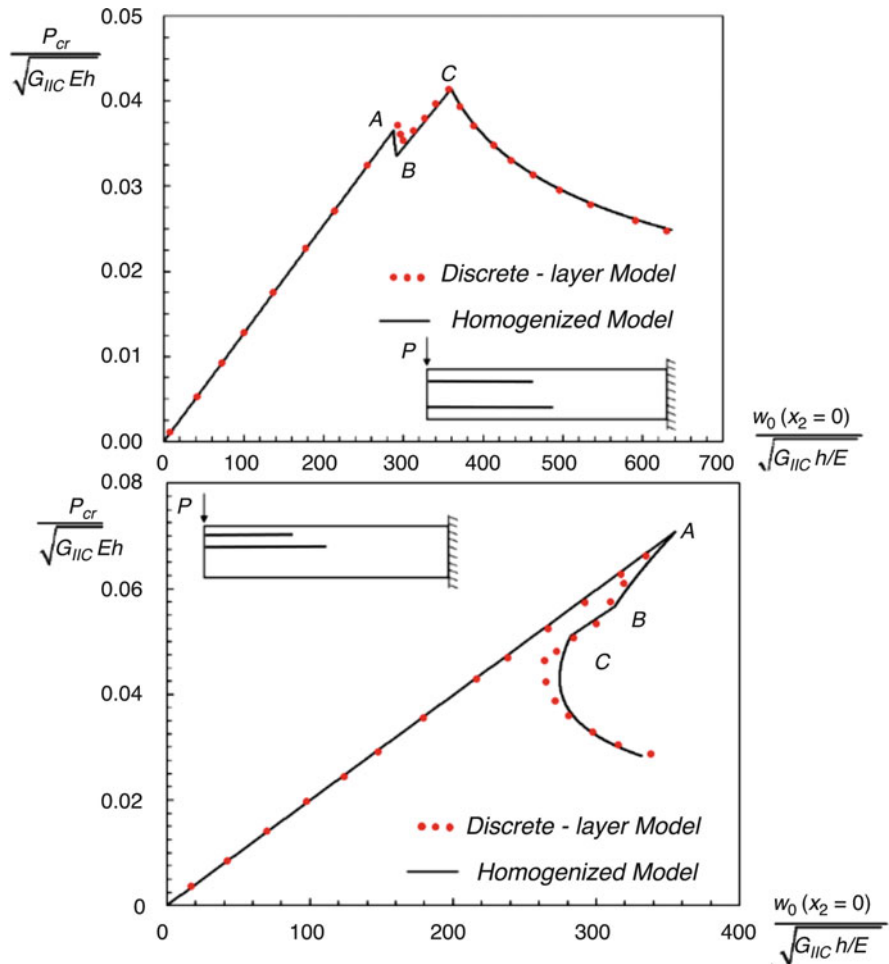 P_cr
√G_IIC Eh
0.05
0.04
0.03
0.02
0.01
0.00
A
B
C
Discrete - layer Model
Homogenized Model
P
0 100 200 300 400 500 600 700
w_0 (x_2 = 0)
√G_IIC h/E
P_cr
√G_IIC Eh
0.08
0.06
0.04
0.02
0
P
A
B
C
Discrete - layer Model
Homogenized Model
0 100 200 300 400
w_0 (x_2 = 0)
√G_IIC h/E